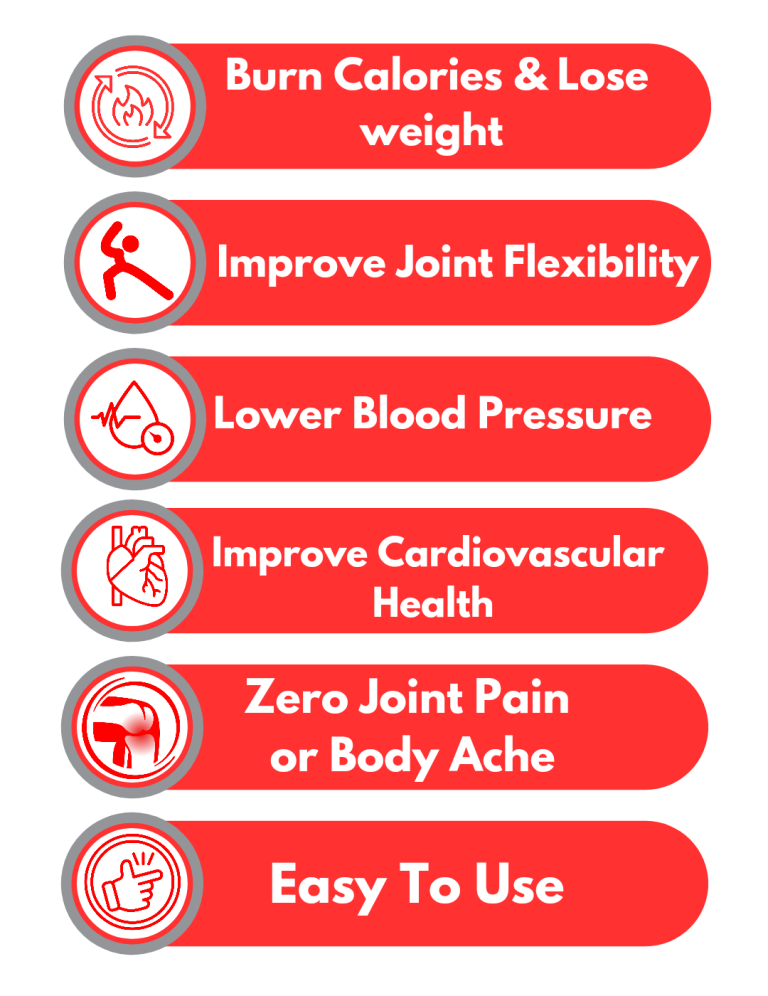 Burn Calories & Lose
weight
Improve Joint Flexibility
Lower Blood Pressure
Improve Cardiovascular
Health
Zero Joint Pain
or Body Ache
Easy To Use